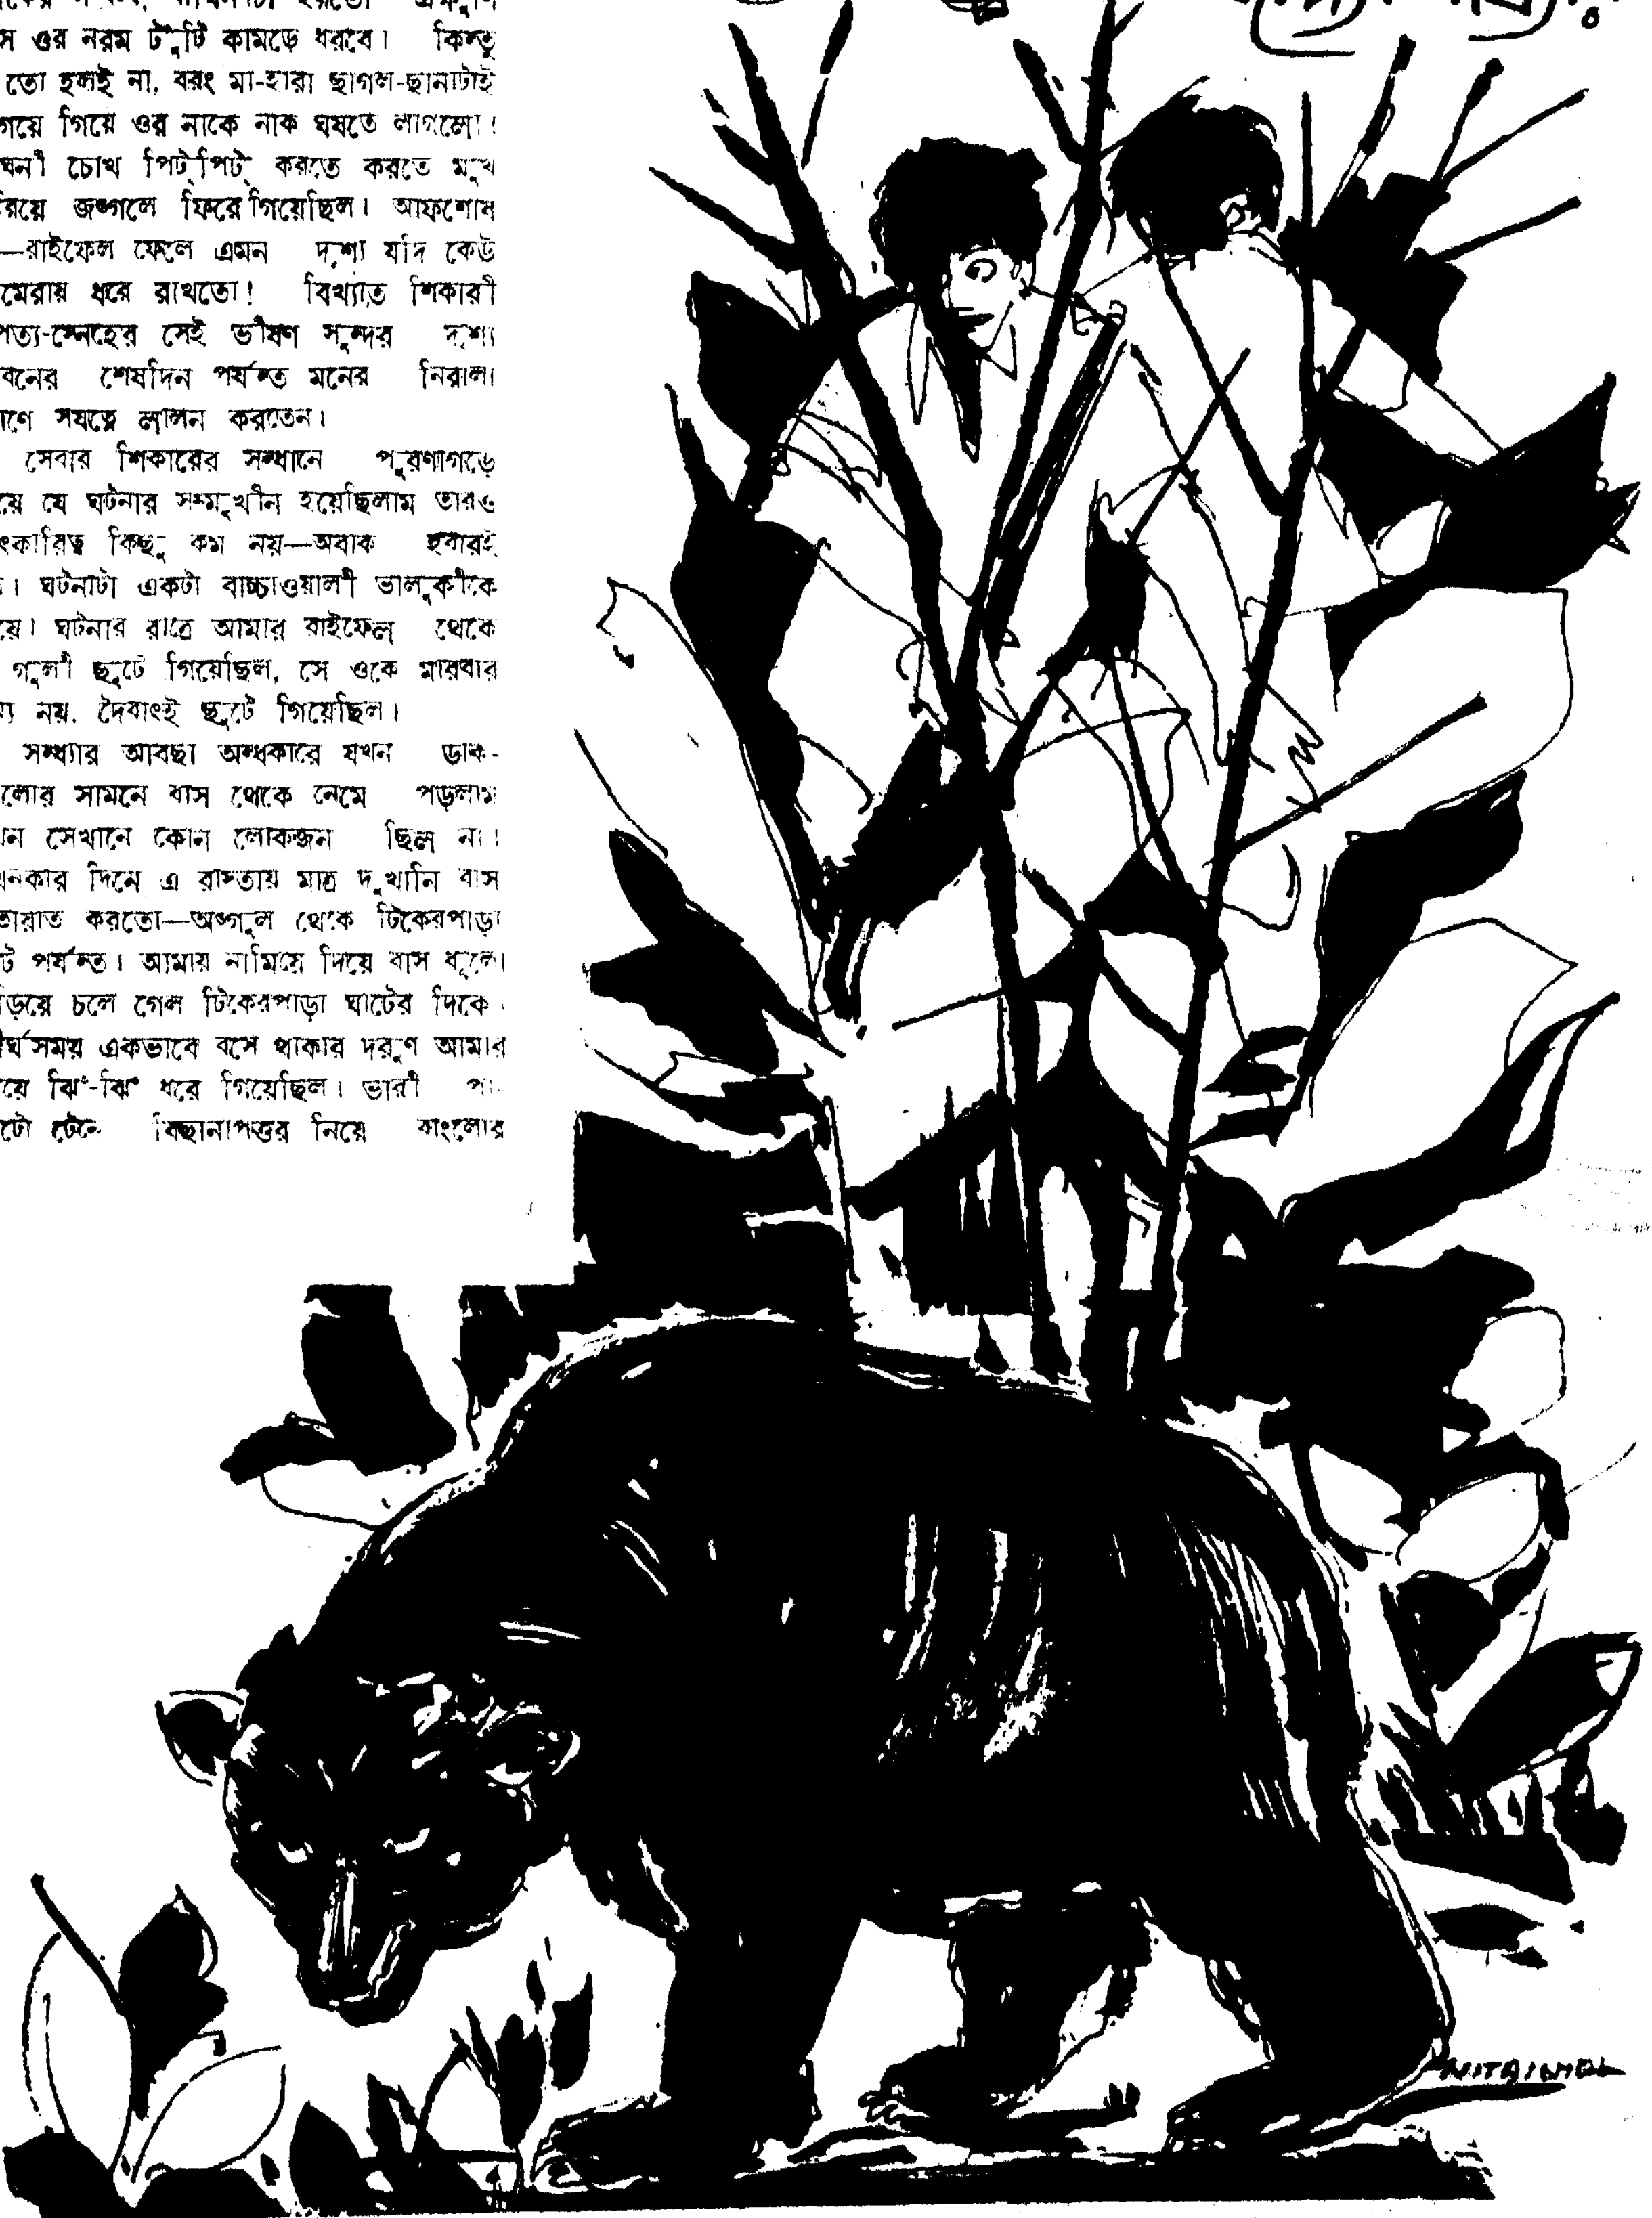 স ওর নরম টুঁটি কামড়ে ধরবে। কিন্তু
তো হলই না, বরং মা-হারা ছাগল-ছানাটাই
গিয়ে ওর নাকে নাক ঘষতে লাগলো।
চোখ পিট্‌পিট্ করতে করতে মুখ
জঙ্গলে ফিরে গিয়েছিল। আফশোষ
—রাইফেল ফেলে এমন দৃশ্য যদি কেউ
মেরায় ধরে রাখতো! বিখ্যাত শিকারী
পত্য-স্নেহের সেই ভীষণ সুন্দর দৃশ্য
বনের শেষদিন পর্যন্ত মনের নিরালা
ণে সযত্নে লালন করতেন।
সেবার শিকারের সন্ধানে পুরণাগড়ে
য়ে যে ঘটনার সম্মুখীন হয়েছিলাম তারও
ৎকারিত্ব কিছু কম নয়—অবাক হবারই
। ঘটনাটা একটা বাচ্চাওয়ালী ভালুকীকে
য়ে। ঘটনার রাত্রে আমার রাইফেল থেকে
গুলী ছুটে গিয়েছিল, সে ওকে মারবার
্য নয়, দৈবাৎই ছুটে গিয়েছিল।
সন্ধ্যার আবছা অন্ধকারে যখন ডাক-
লোর সামনে বাস থেকে নেমে পড়লাম
ন সেখানে কোন লোকজন ছিল না।
নকার দিনে এ রাস্তায় মাত্র দুখানি বাস
তায়াত করতো—অঙ্গুল থেকে টিকেরপাড়া
ট পর্যন্ত। আমায় নামিয়ে দিয়ে বাস ধুলো
ড়িয়ে চলে গেল টিকেরপাড়া ঘাটের দিকে।
র্ঘসময় একভাবে বসে থাকার দরুণ আমার
য়ে ঝিঁ-ঝিঁ ধরে গিয়েছিল। ভারী পা-
টো টেনে বিছানাপত্তর নিয়ে বাংলোর